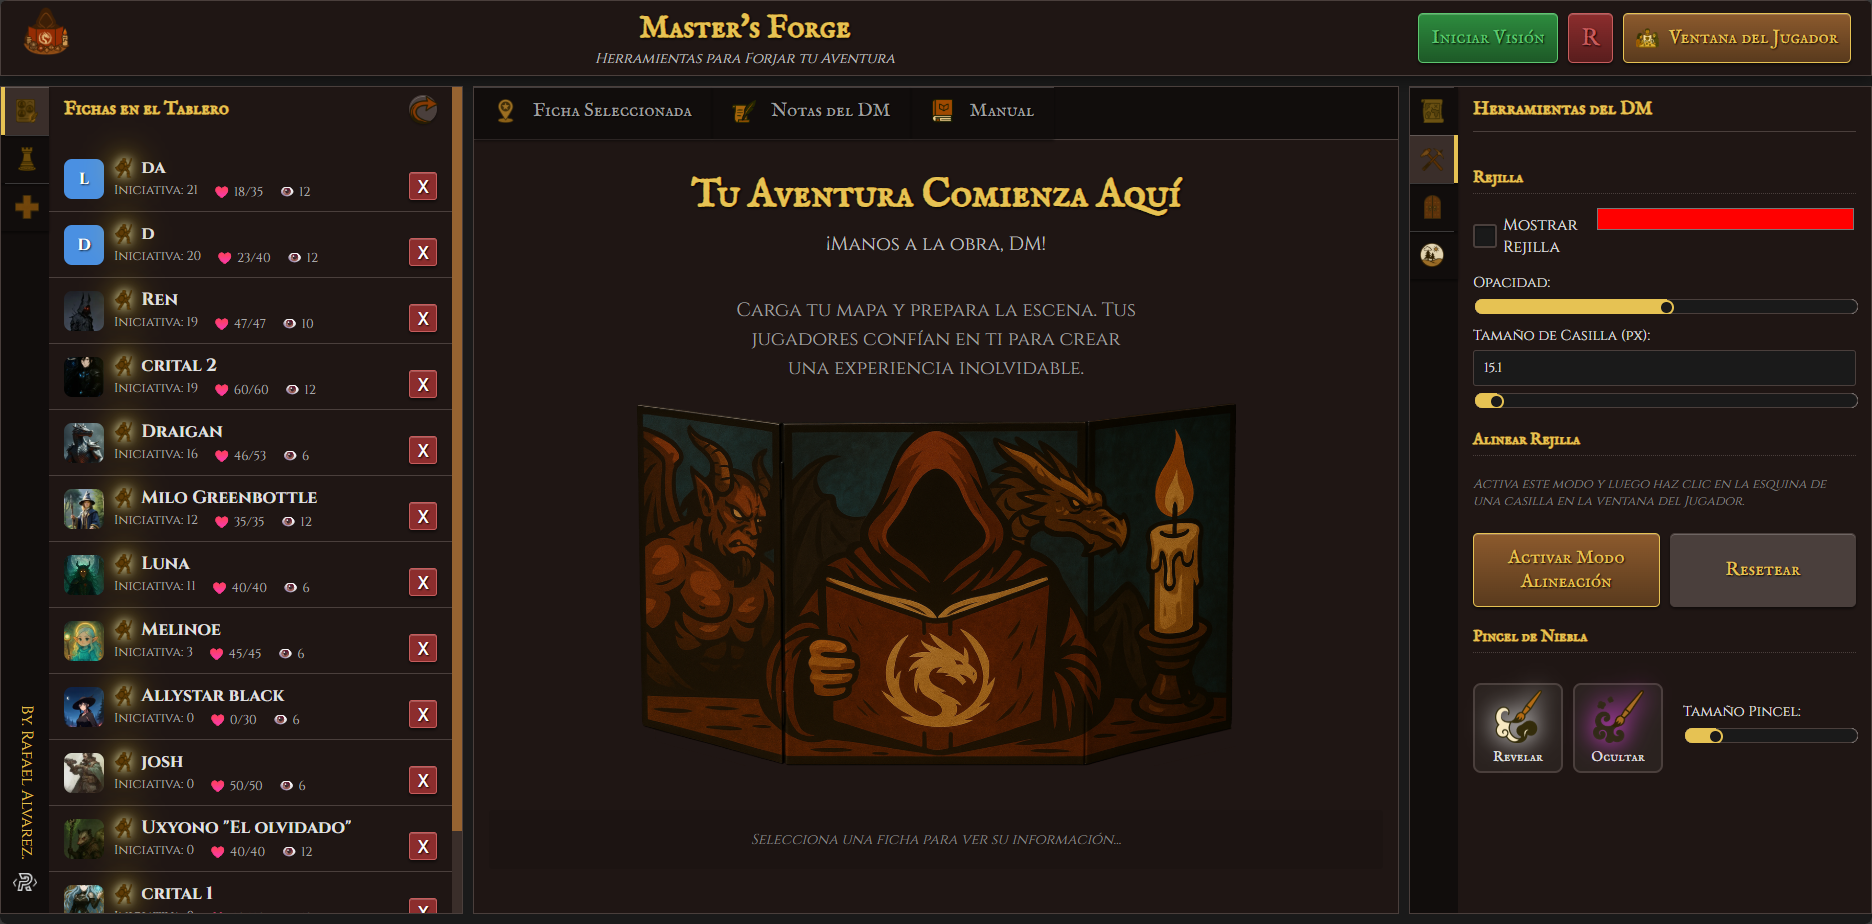 Master's Forge
Herramientas para Forjar tu Aventura
Iniciar Visión
R
Ventana del Jugador
Fichas en el Tablero
L
DA
Iniciativa: 21
18/35
12
X
D
D
Iniciativa: 20
23/40
12
X
Ren
Iniciativa: 19
47/47
10
X
crital 2
Iniciativa: 19
60/60
12
X
Draigan
Iniciativa: 16
46/53
6
X
Milo Greenbottle
Iniciativa: 12
35/35
12
X
Luna
Iniciativa: 11
40/40
6
X
Melinoe
Iniciativa: 3
45/45
6
X
Allystar black
Iniciativa: 0
0/30
6
X
Josh
Iniciativa: 0
50/50
6
X
Uxyono "El olvidado"
Iniciativa: 0
40/40
12
X
crital 1
X
By. Rafael Alvarez.
Ficha Seleccionada
Notas del DM
Manual
Tu Aventura Comienza Aquí
¡Manos a la obra, DM!
Carga tu mapa y prepara la escena. Tus
jugadores confían en ti para crear
una experiencia inolvidable.
Selecciona una ficha para ver su información...
Herramientas del DM
Rejilla
Mostrar
Rejilla
Opacidad:
Tamaño de Casilla (px):
15.1
Alinear Rejilla
Activa este modo y luego haz clic en la esquina de
una casilla en la ventana del Jugador.
Activar Modo
Alineación
Resetear
Pincel de Niebla
Revelar
Ocultar
Tamaño Pincel: